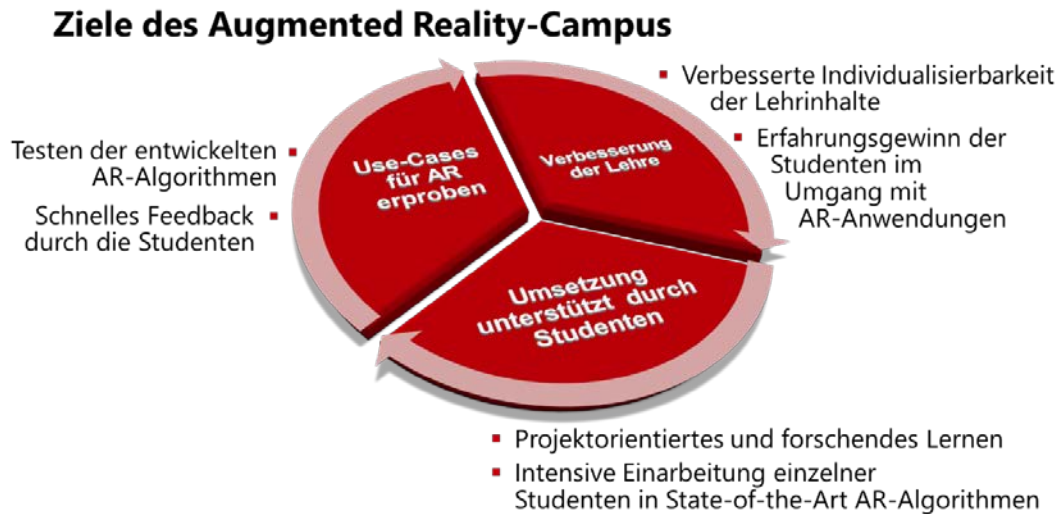 Ziele des Augmented Reality-Campus
Use-Cases
für AR
erproben
Testen der entwickelten
AR-Algorithmen
Schnelles Feedback
durch die Studenten
Verbesserung
der Lehre
Verbesserte Individualisierbarkeit
der Lehrinhalte
Erfahrungsgewinn der
Studenten im
Umgang mit
AR-Anwendungen
Umsetzung
unterstützt durch
Studenten
Projektorientiertes und forschendes Lernen
Intensive Einarbeitung einzelner
Studenten in State-of-the-Art AR-Algorithmen